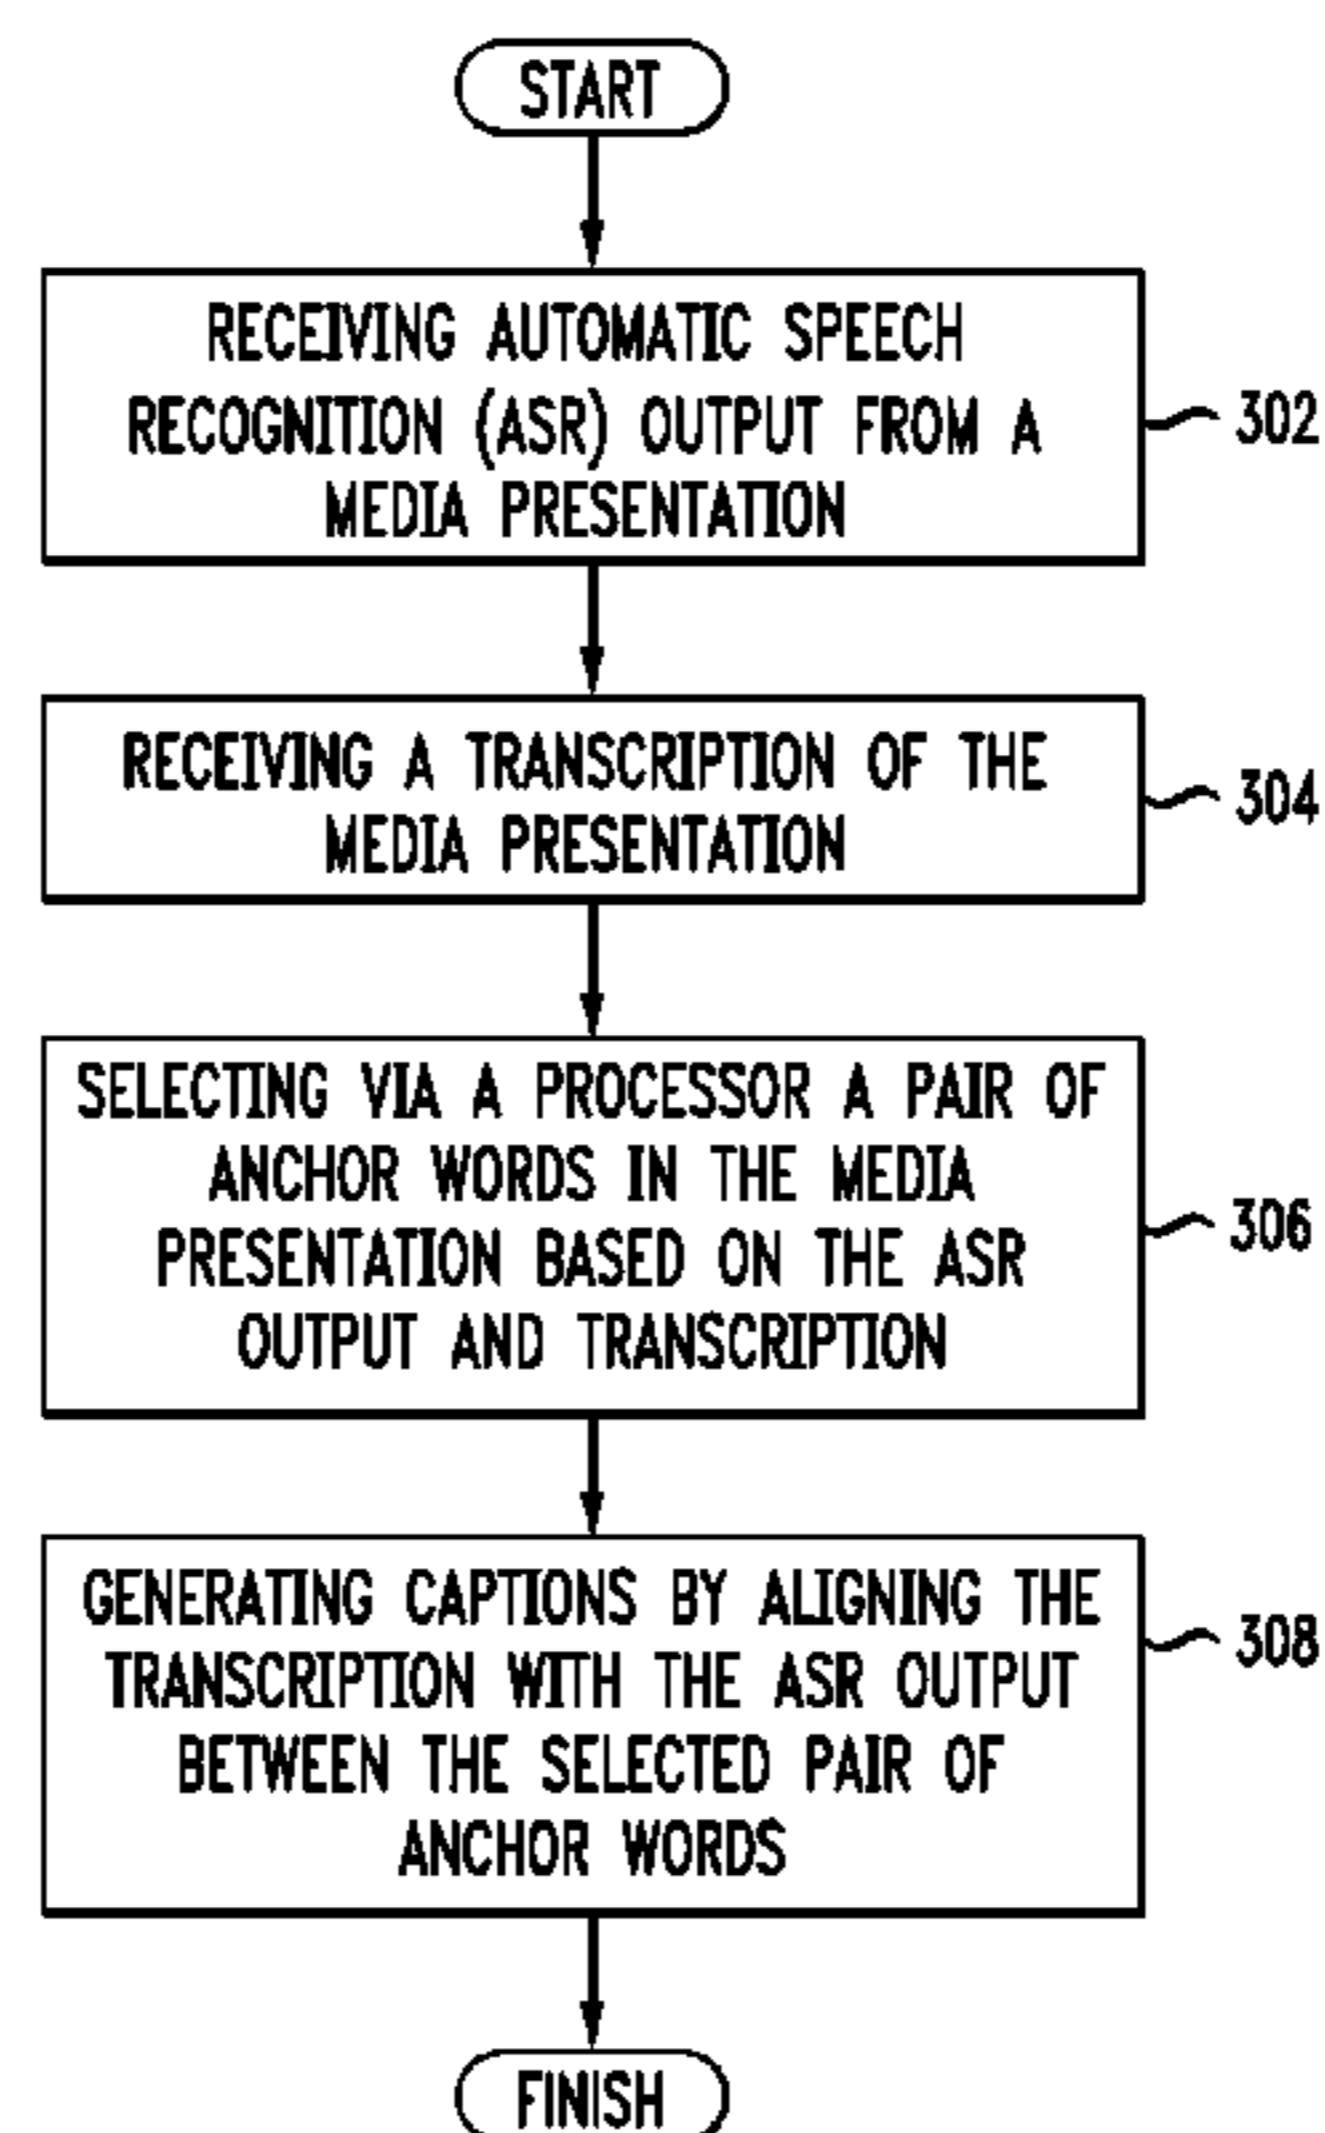 START
RECEIVING AUTOMATIC SPEECH
RECOGNITION (ASR) OUTPUT FROM A
MEDIA PRESENTATION
302
RECEIVING A TRANSCRIPTION OF THE
MEDIA PRESENTATION
304
SELECTING VIA A PROCESSOR A PAIR OF
ANCHOR WORDS IN THE MEDIA
PRESENTATION BASED ON THE ASR
OUTPUT AND TRANSCRIPTION
306
GENERATING CAPTIONS BY ALIGNING THE
TRANSCRIPTION WITH THE ASR OUTPUT
BETWEEN THE SELECTED PAIR OF
ANCHOR WORDS
308
FINISH